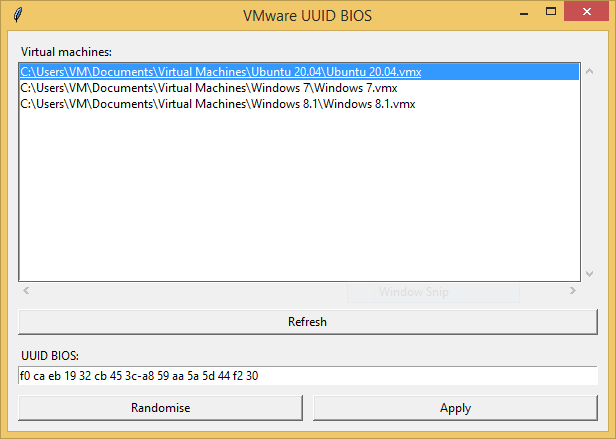 VMware UUID BIOS
Virtual machines:
C:\Users\VM\Documents\Virtual Machines\Ubuntu 20.04\Ubuntu 20.04.vmx
C:\Users\VM\Documents\Virtual Machines\Windows 7\Windows 7.vmx
C:\Users\VM\Documents\Virtual Machines\Windows 8.1\Windows 8.1.vmx
Window Snip
Refresh
UUID BIOS:
f0 ca eb 19 32 cb 45 3c-a8 59 aa 5a 5d 44 f2 30
Randomise Apply